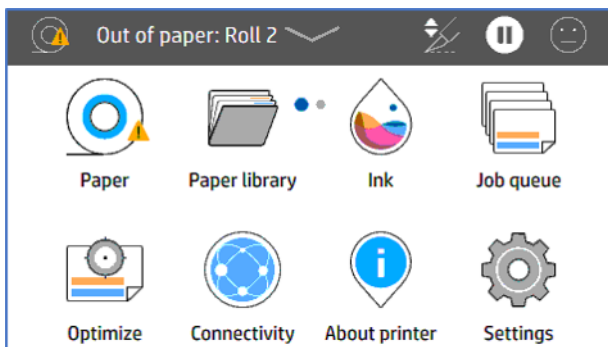 Out of paper: Roll 2
Paper
Paper library
Ink
Job queue
Optimize
Connectivity
About printer
Settings